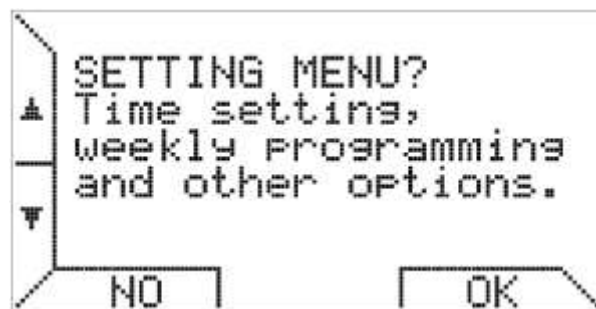 SETTING MENU?
Time setting,
weekly programming
and other options.
NO OK